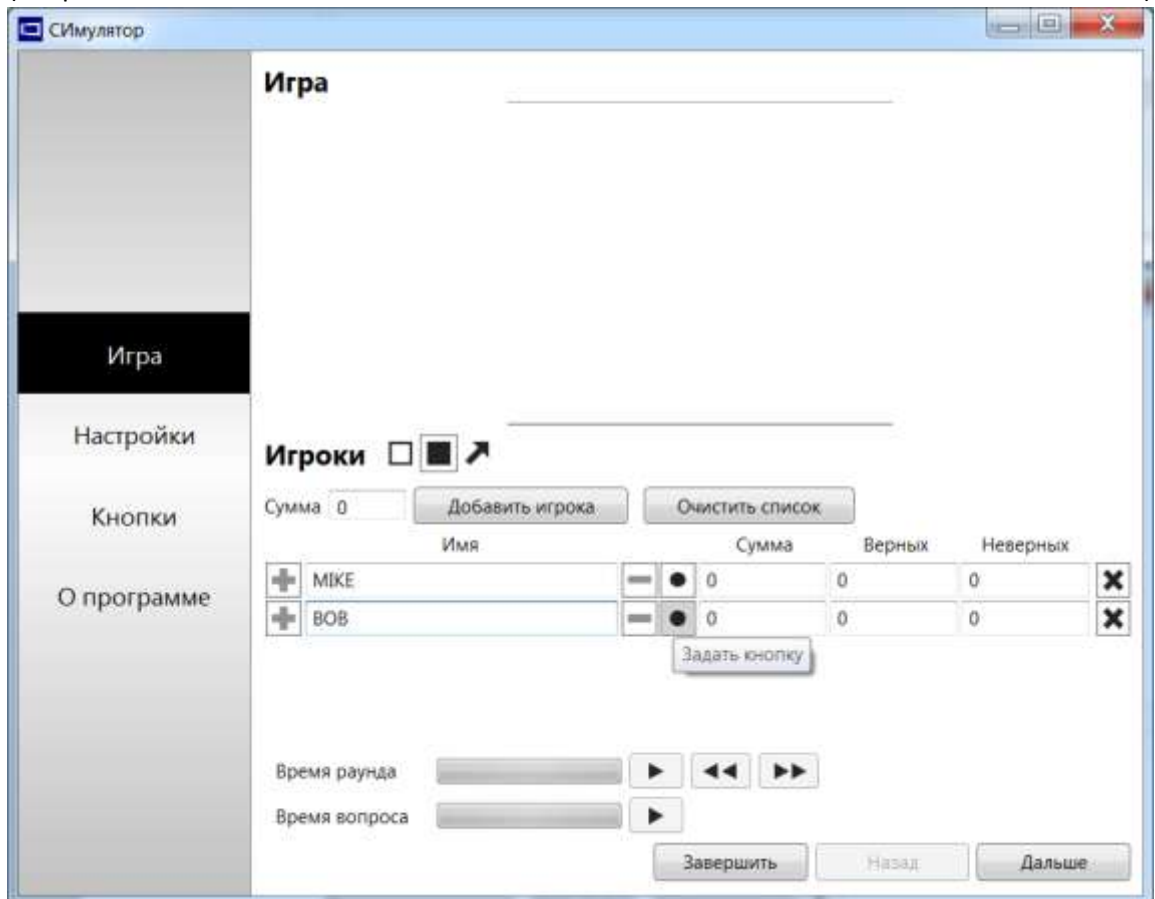 СИмулятор
Игра
Игра
Настройки
Кнопки
О программе
Игроки
Сумма 0 Добавить игрока Очистить список
Имя Сумма Верных Неверных
MIKE 0 0 0
BOB 0 0 0
Задать кнопку
Время раунда
Время вопроса
Завершить Назад Дальше